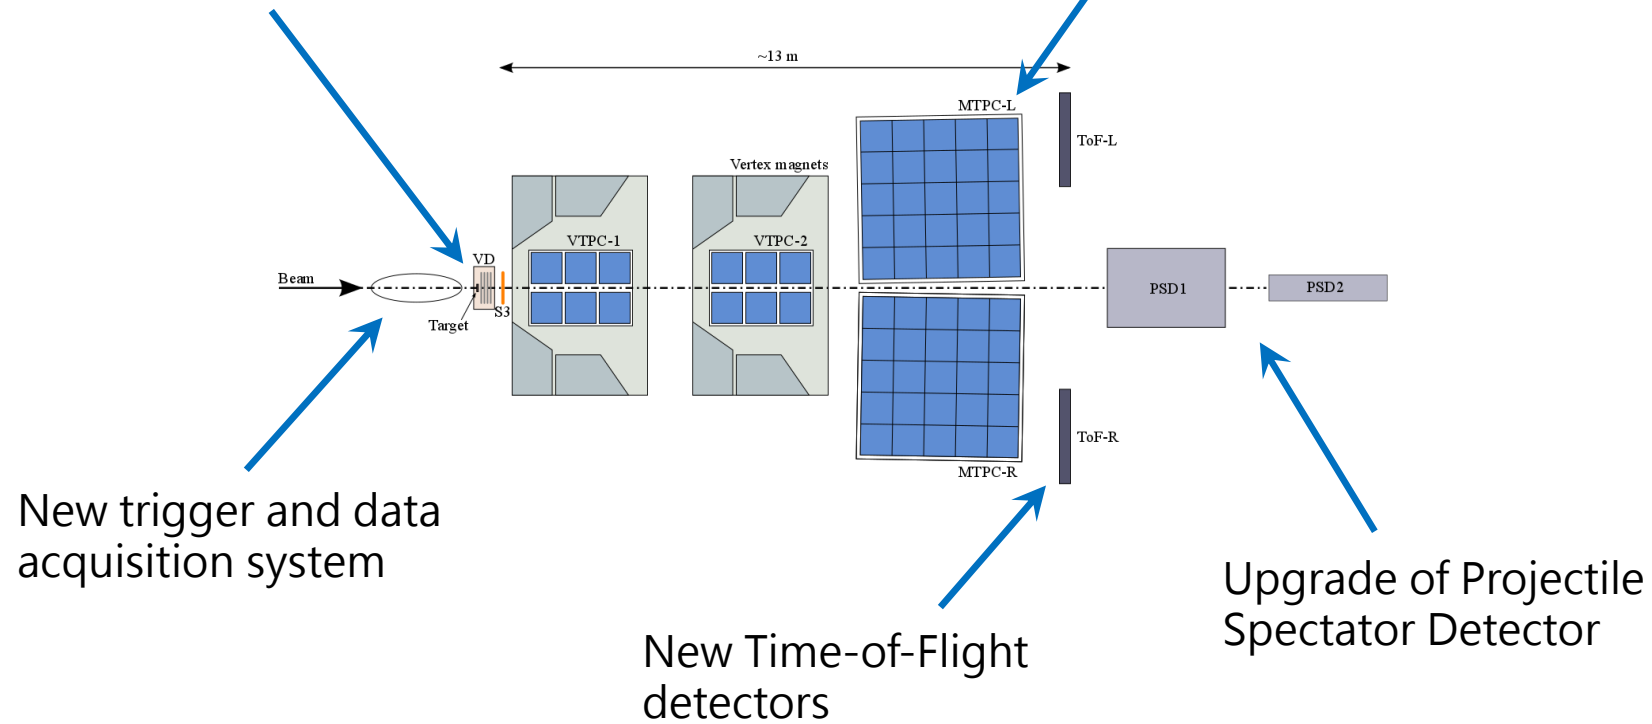 ~13 m
MTPC-L
ToF-L
Vertex magnets
VTPC-1
VTPC-2
VD
Beam
PSD1
PSD2
S3
Target
ToF-R
MTPC-R
New trigger and data
acquisition system
Upgrade of Projectile
Spectator Detector
New Time-of-Flight
detectors